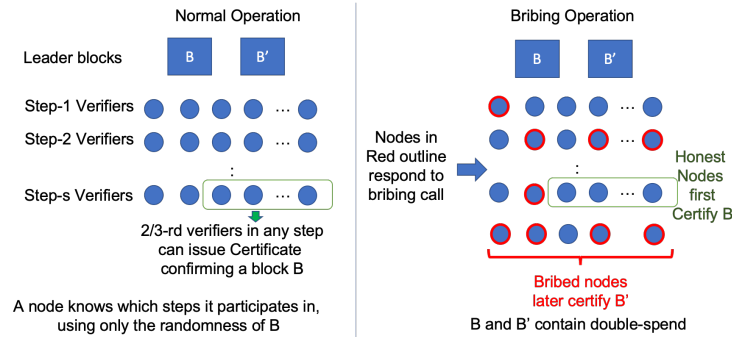 Normal Operation
Leader blocks
B
B’
Step-1 Verifiers
...
Step-2 Verifiers
...
:
Step-s Verifiers
...
2/3-rd verifiers in any step
can issue Certificate
confirming a block B
A node knows which steps it participates in,
using only the randomness of B
Bribing Operation
B
B’
...
...
Nodes in
Red outline
respond to
bribing call
:
...
Honest
Nodes
first
Certify B
...
Bribed nodes
later certify B’
B and B’ contain double-spend